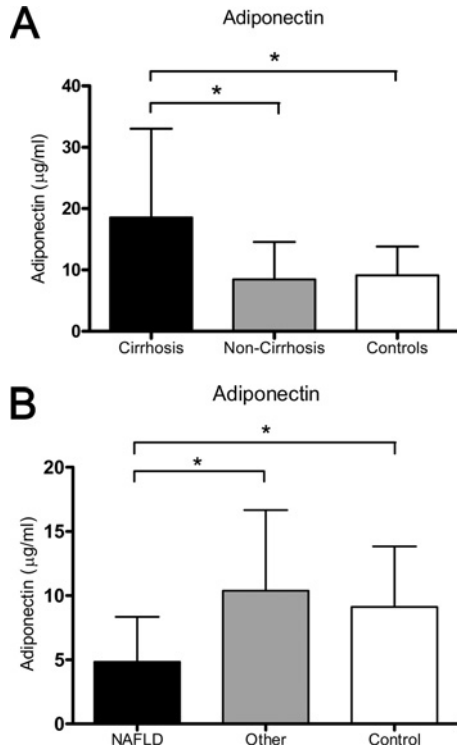 A
Adiponectin
*
*
40
30
20
10
0
Adiponectin (µg/ml)
Cirrhosis Non-Cirrhosis Controls
B
Adiponectin
*
*
20
15
10
5
0
Adiponectin (µg/ml)
NAFLD Other Control